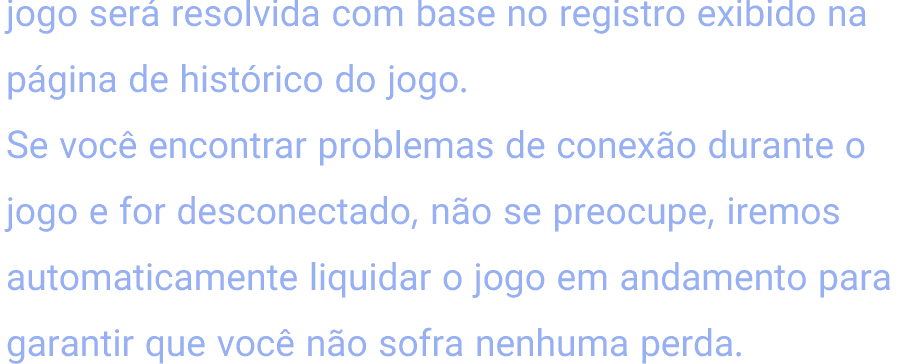 jogo será resolvida com base no registro exibido na
página de histórico do jogo.
Se você encontrar problemas de conexão durante o
jogo e for desconectado, não se preocupe, iremos
automaticamente liquidar o jogo em andamento para
garantir que você não sofra nenhuma perda.